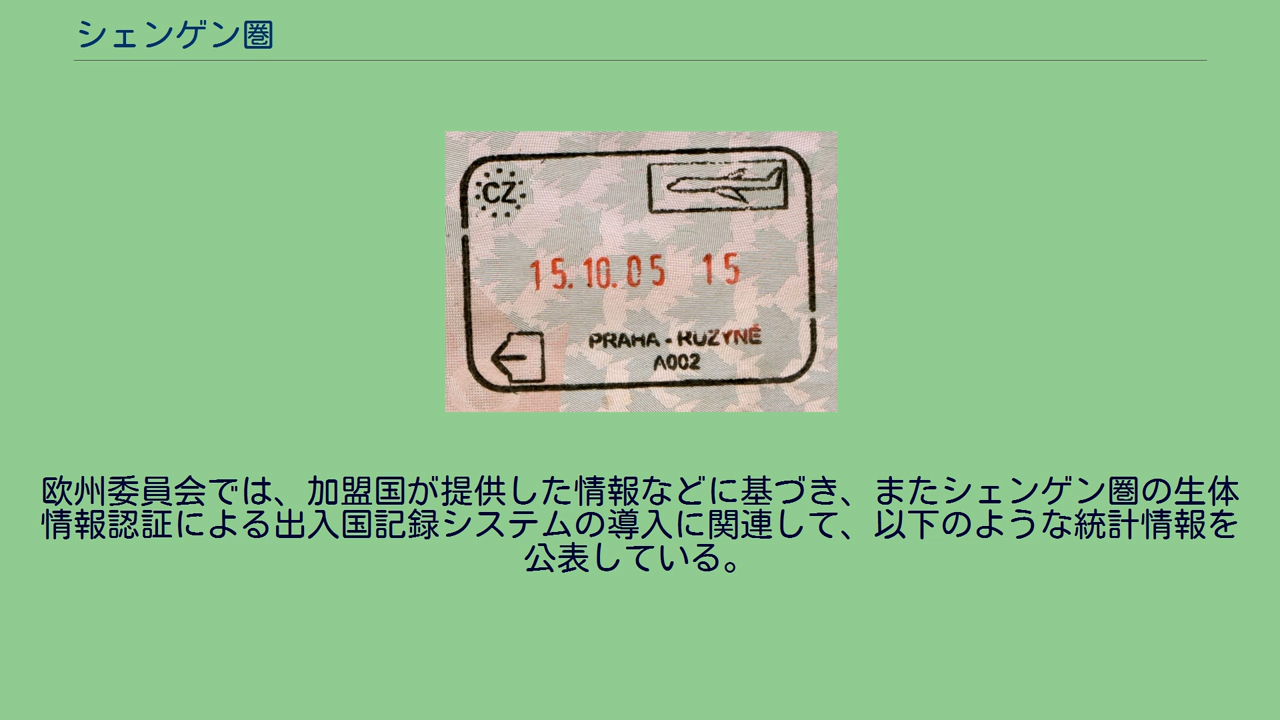 シェンゲン圏
CZ
15.10.05 15
PRAHA - RUZYNĚ
A002
欧州委員会では、加盟国が提供した情報などに基づき、またシェンゲン圏の生体
情報認証による出入国記録システムの導入に関連して、以下のような統計情報を
公表している。